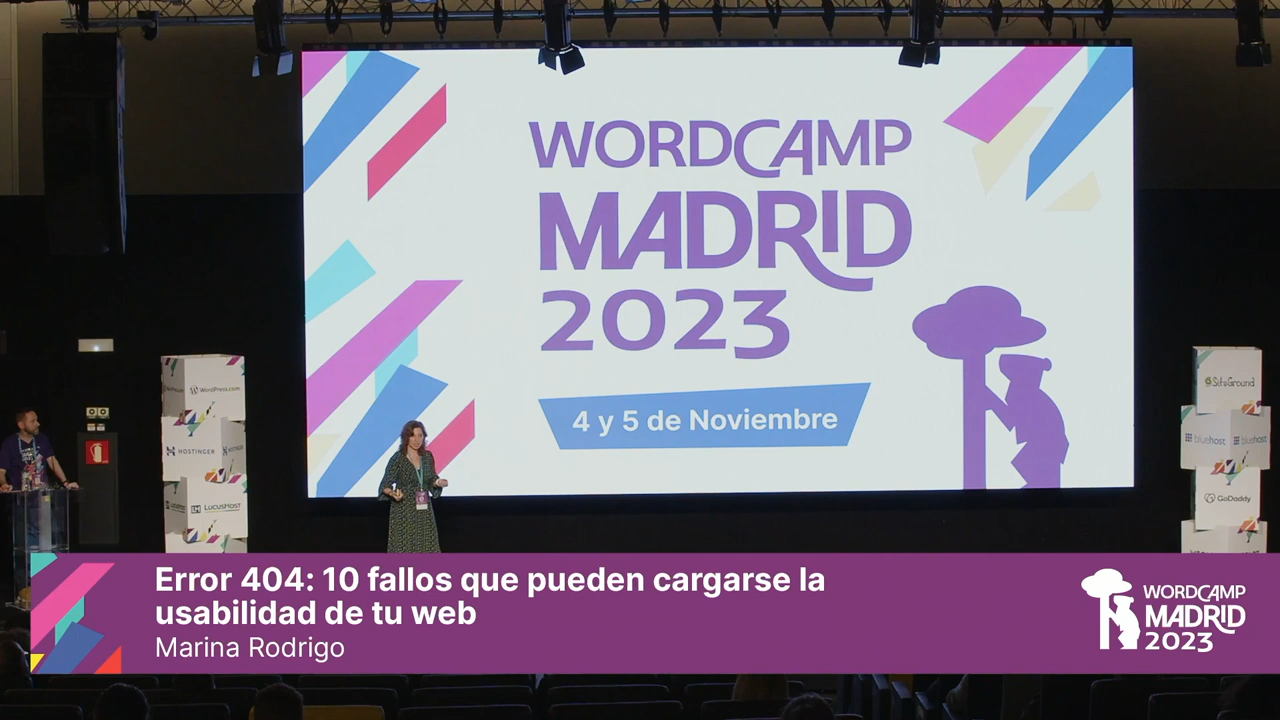 WORDCAMP
MADRID
2023
4 y 5 de Noviembre
WordPress.com
HOSTINGER
LucusHost
SiteGround
bluehost
bluehost
GoDaddy
Error 404: 10 fallos que pueden cargarse la
usabilidad de tu web
Marina Rodrigo
WORDCAMP
MADRID
2023